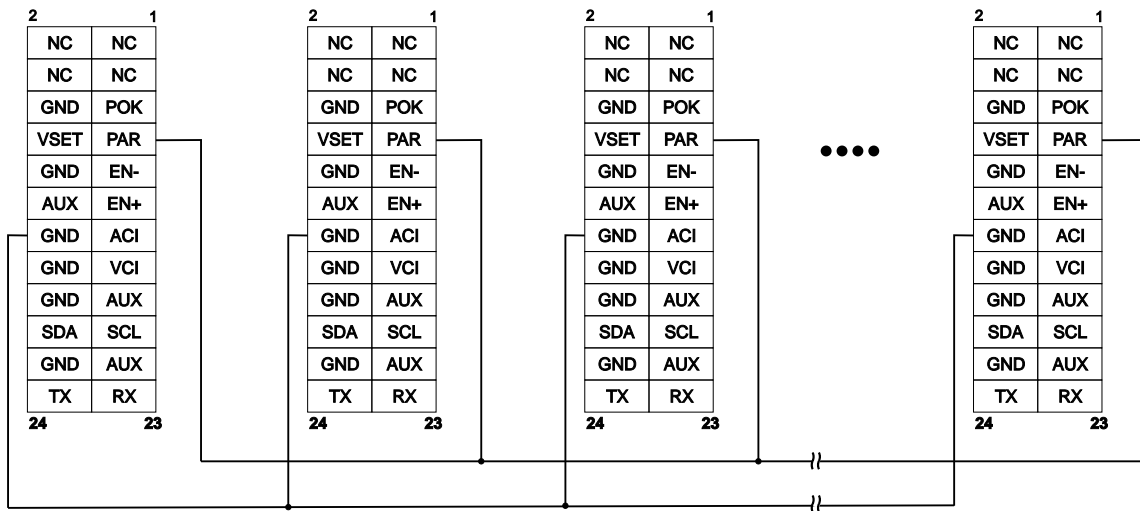 2 1 2 1 2 1 2 1
NC NC NC NC NC NC NC NC
NC NC NC NC NC NC NC NC
GND POK GND POK GND POK GND POK
VSET PAR VSET PAR VSET PAR VSET PAR
GND EN- GND EN- GND EN- GND EN-
AUX EN+ AUX EN+ AUX EN+ AUX EN+
GND ACI GND ACI GND ACI GND ACI
GND VCI GND VCI GND VCI GND VCI
GND AUX GND AUX GND AUX GND AUX
SDA SCL SDA SCL SDA SCL SDA SCL
GND AUX GND AUX GND AUX GND AUX
TX RX TX RX TX RX TX RX
24 23 24 23 24 23 24 23